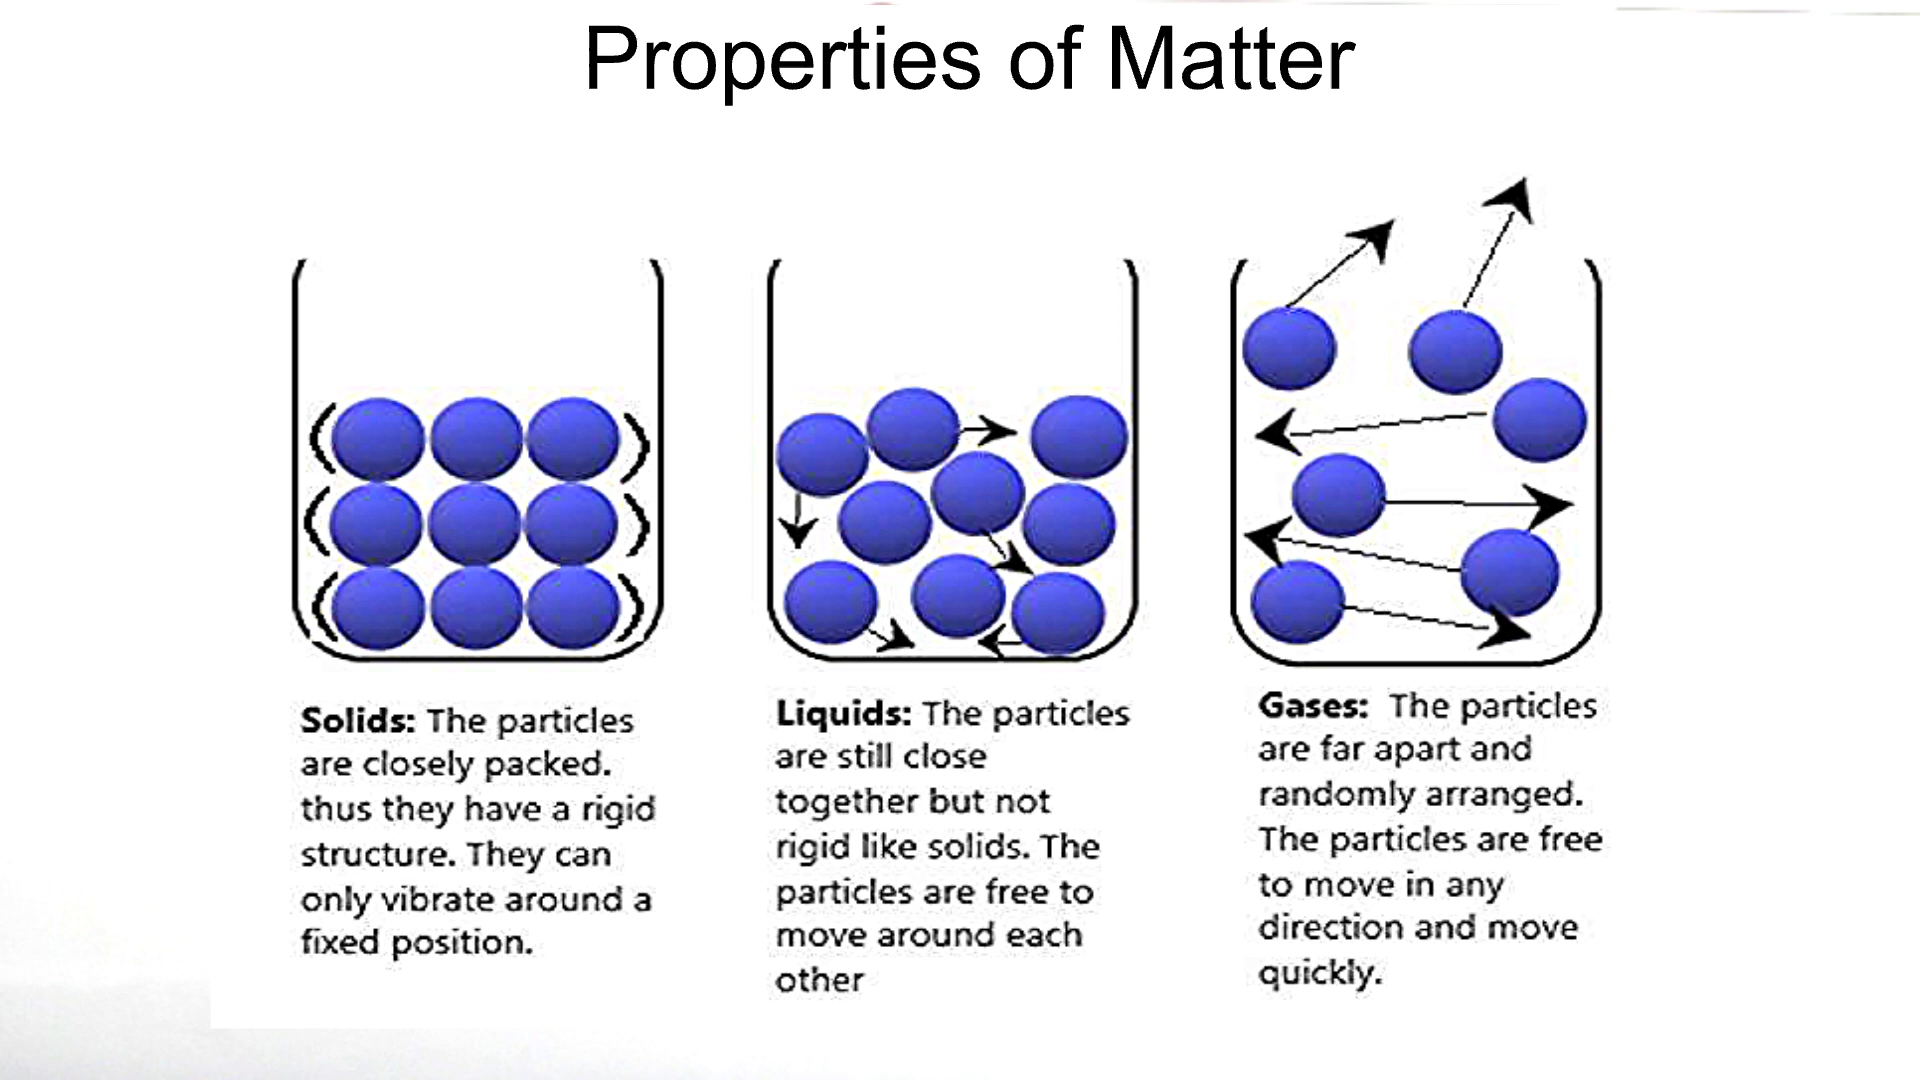 Properties of Matter
Solids: The particles
are closely packed.
thus they have a rigid
structure. They can
only vibrate around a
fixed position.
Liquids: The particles
are still close
together but not
rigid like solids. The
particles are free to
move around each
other
Gases: The particles
are far apart and
randomly arranged.
The particles are free
to move in any
direction and move
quickly.